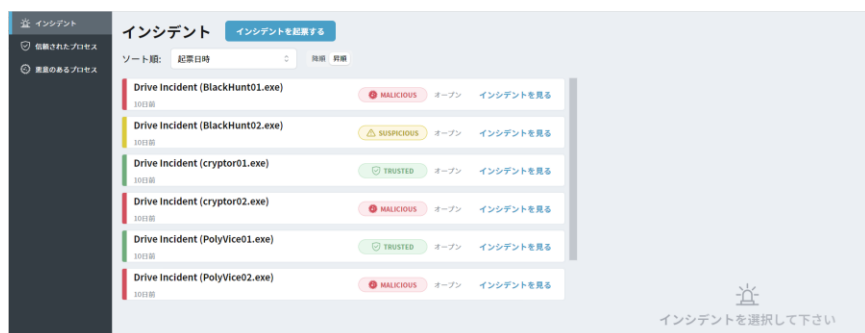 インシデント
信頼されたプロセス
悪意のあるプロセス
インシデント
インシデントを起票する
ソート順: 起票日時 降順 昇順
Drive Incident (BlackHunt01.exe)
10日前
MALICIOUS オープン インシデントを見る
Drive Incident (BlackHunt02.exe)
10日前
SUSPICIOUS オープン インシデントを見る
Drive Incident (cryptor01.exe)
10日前
TRUSTED オープン インシデントを見る
Drive Incident (cryptor02.exe)
10日前
MALICIOUS オープン インシデントを見る
Drive Incident (PolyVice01.exe)
10日前
TRUSTED オープン インシデントを見る
Drive Incident (PolyVice02.exe)
10日前
MALICIOUS オープン インシデントを見る
インシデントを選択して下さい